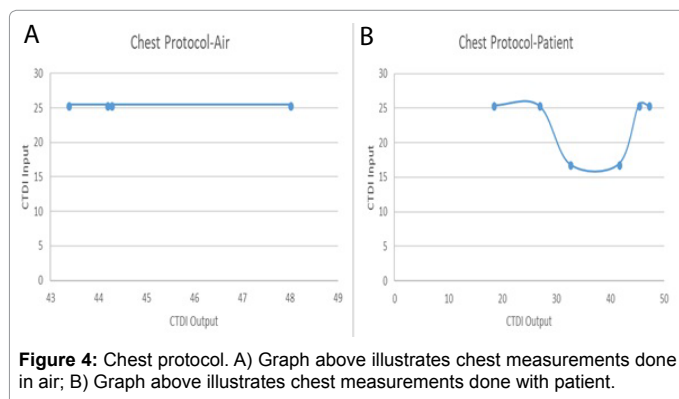 A
Chest Protocol-Air
30
25
20
15
10
5
0
CTDI Input
43 44 45 46 47 48 49
CTDI Output
B
Chest Protocol-Patient
30
25
20
15
10
5
0
CTDI Input
0 10 20 30 40 50
CTDI Output
Figure 4: Chest protocol. A) Graph above illustrates chest measurements done
in air; B) Graph above illustrates chest measurements done with patient.